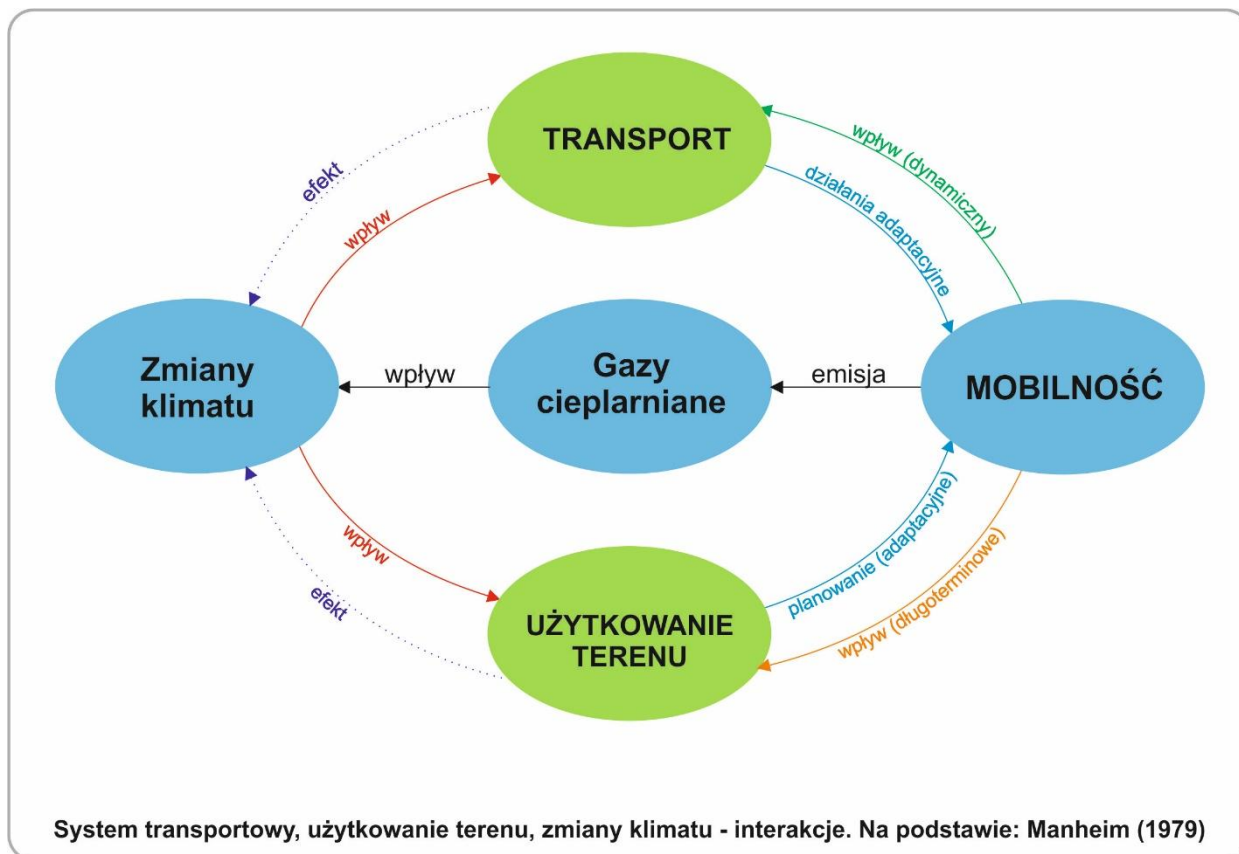 TRANSPORT
efekt
wpływ
wpływ (dynamiczny)
działania adaptacyjne
Zmiany
klimatu
wpływ
Gazy
cieplarniane
emisja
MOBILNOŚĆ
wpływ
efekt
UŻYTKOWANIE
TERENU
planowanie (adaptacyjne)
wpływ (długoterminowe)
System transportowy, użytkowanie terenu, zmiany klimatu - interakcje. Na podstawie: Manheim (1979)